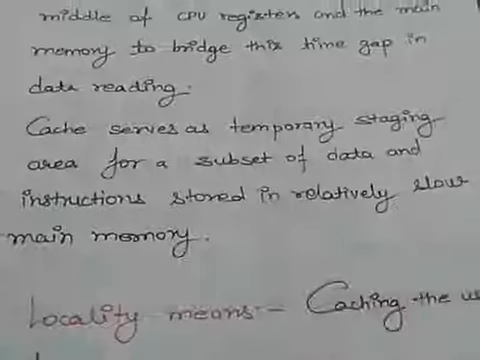 middle of CPU registers and the main
memory to bridge this time gap in
data reading.
Cache serves as temporary staging
area for a subset of data and
instructions stored in relatively slow
main memory.
Locality means:- Caching the